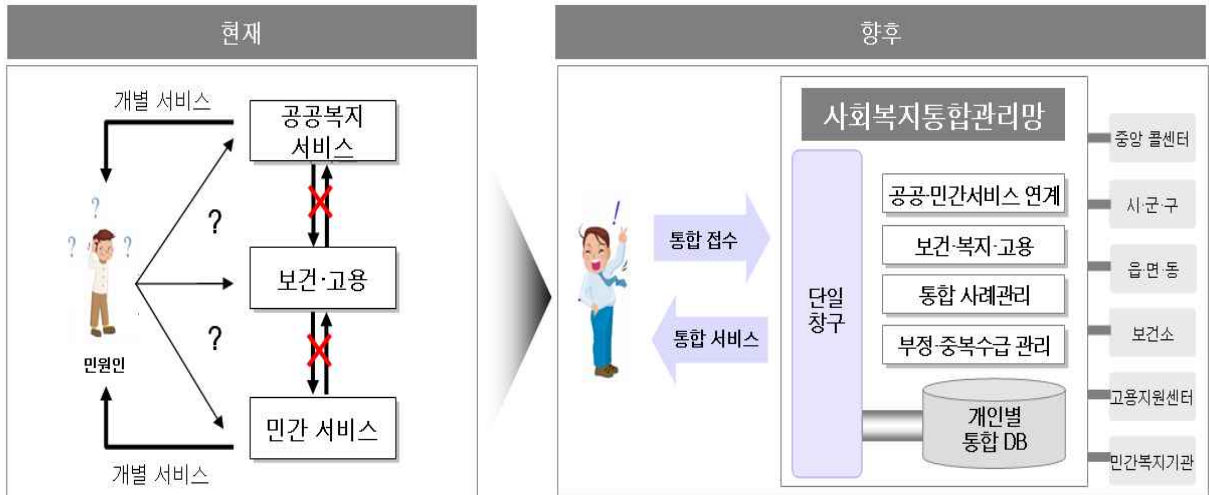 현재
개별 서비스
공공복지
서비스
?
?
?
?
보건·고용
?
민원인
민간 서비스
개별 서비스
향후
사회복지통합관리망
!
통합 접수
통합 서비스
단일
창구
공공·민간서비스 연계
보건·복지·고용
통합 사례관리
부정·중복수급 관리
개인별
통합 DB
중앙 콜센터
시·군·구
읍·면·동
보건소
고용지원센터
민간복지기관